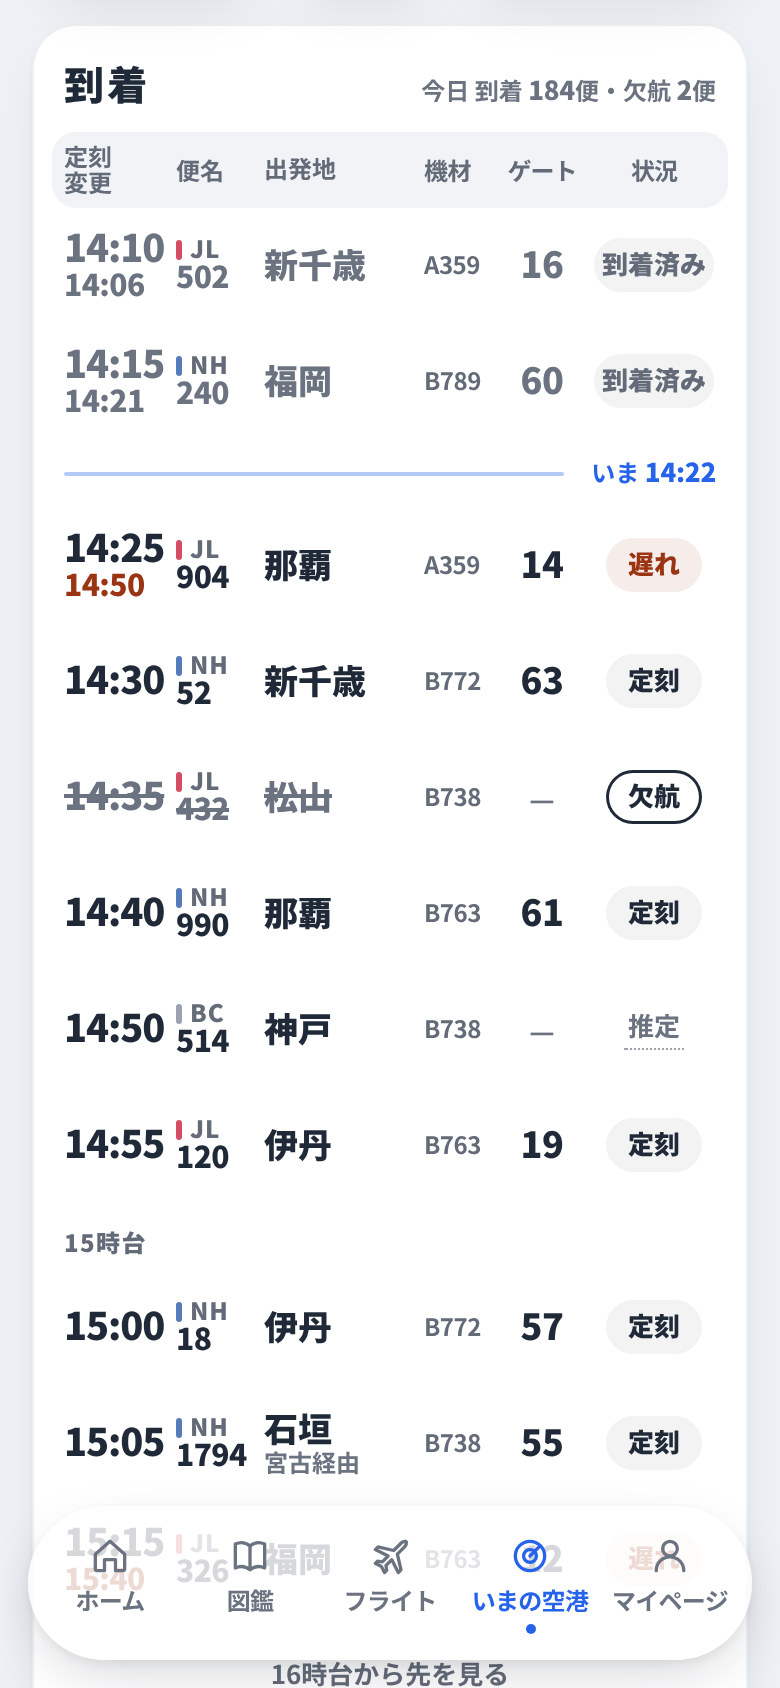 到着
今日 到着 184便・欠航 2便
定刻
変更
便名
出発地
機材
ゲート
状況
14:10
14:06
JL
502
新千歳
A359
16
到着済み
14:15
14:21
NH
240
福岡
B789
60
到着済み
いま 14:22
14:25
14:50
JL
904
那覇
A359
14
遅れ
14:30
NH
52
新千歳
B772
63
定刻
14:35
JL
432
松山
B738
—
欠航
14:40
NH
990
那覇
B763
61
定刻
14:50
BC
514
神戸
B738
—
推定
14:55
JL
120
伊丹
B763
19
定刻
15時台
15:00
NH
18
伊丹
B772
57
定刻
15:05
NH
1794
石垣
宮古経由
B738
55
定刻
15:15
15:40
JL
326
福岡
B763
遅れ
ホーム
図鑑
フライト
いまの空港
マイページ
16時台から先を見る